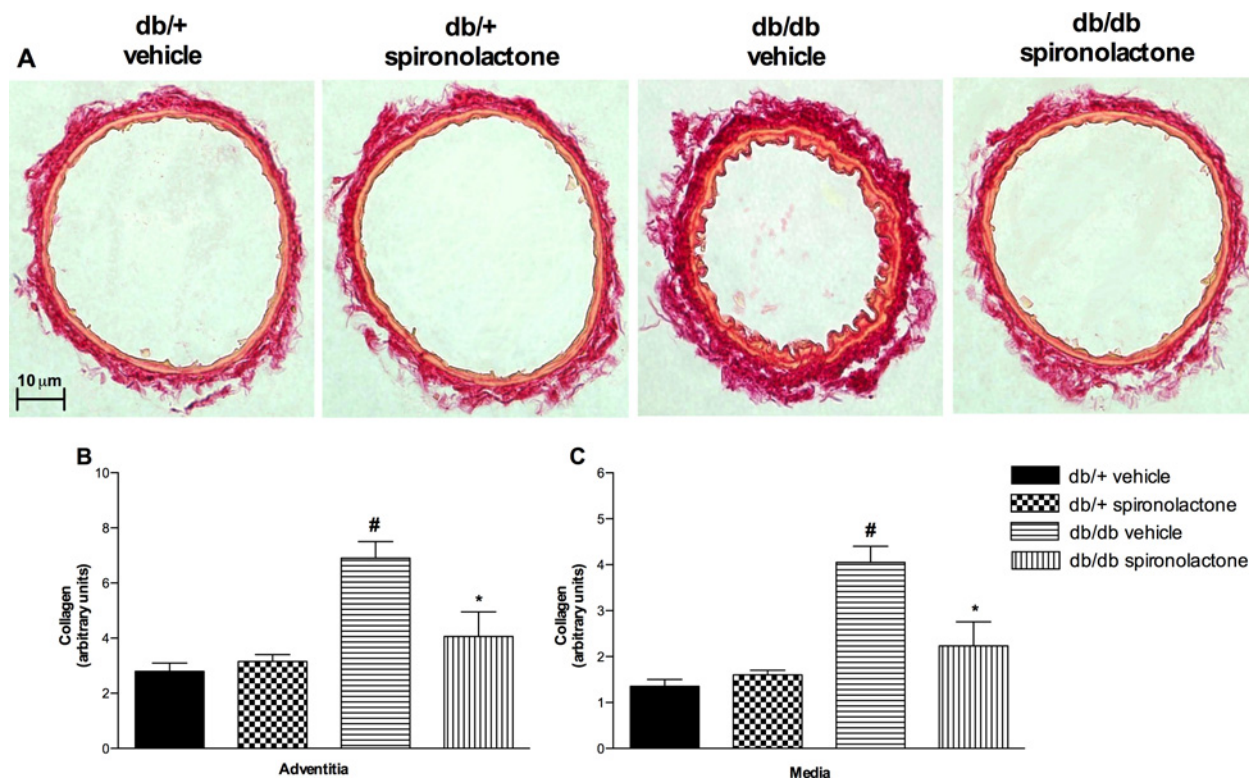 A
db/+
vehicle
db/+
spironolactone
db/db
vehicle
db/db
spironolactone
10 μm
B
10
8
6
4
2
0
Collagen
(arbitrary units)
#
*
Adventitia
C
6
5
4
3
2
1
0
Collagen
(arbitrary units)
#
*
Media
db/+ vehicle
db/+ spironolactone
db/db vehicle
db/db spironolactone